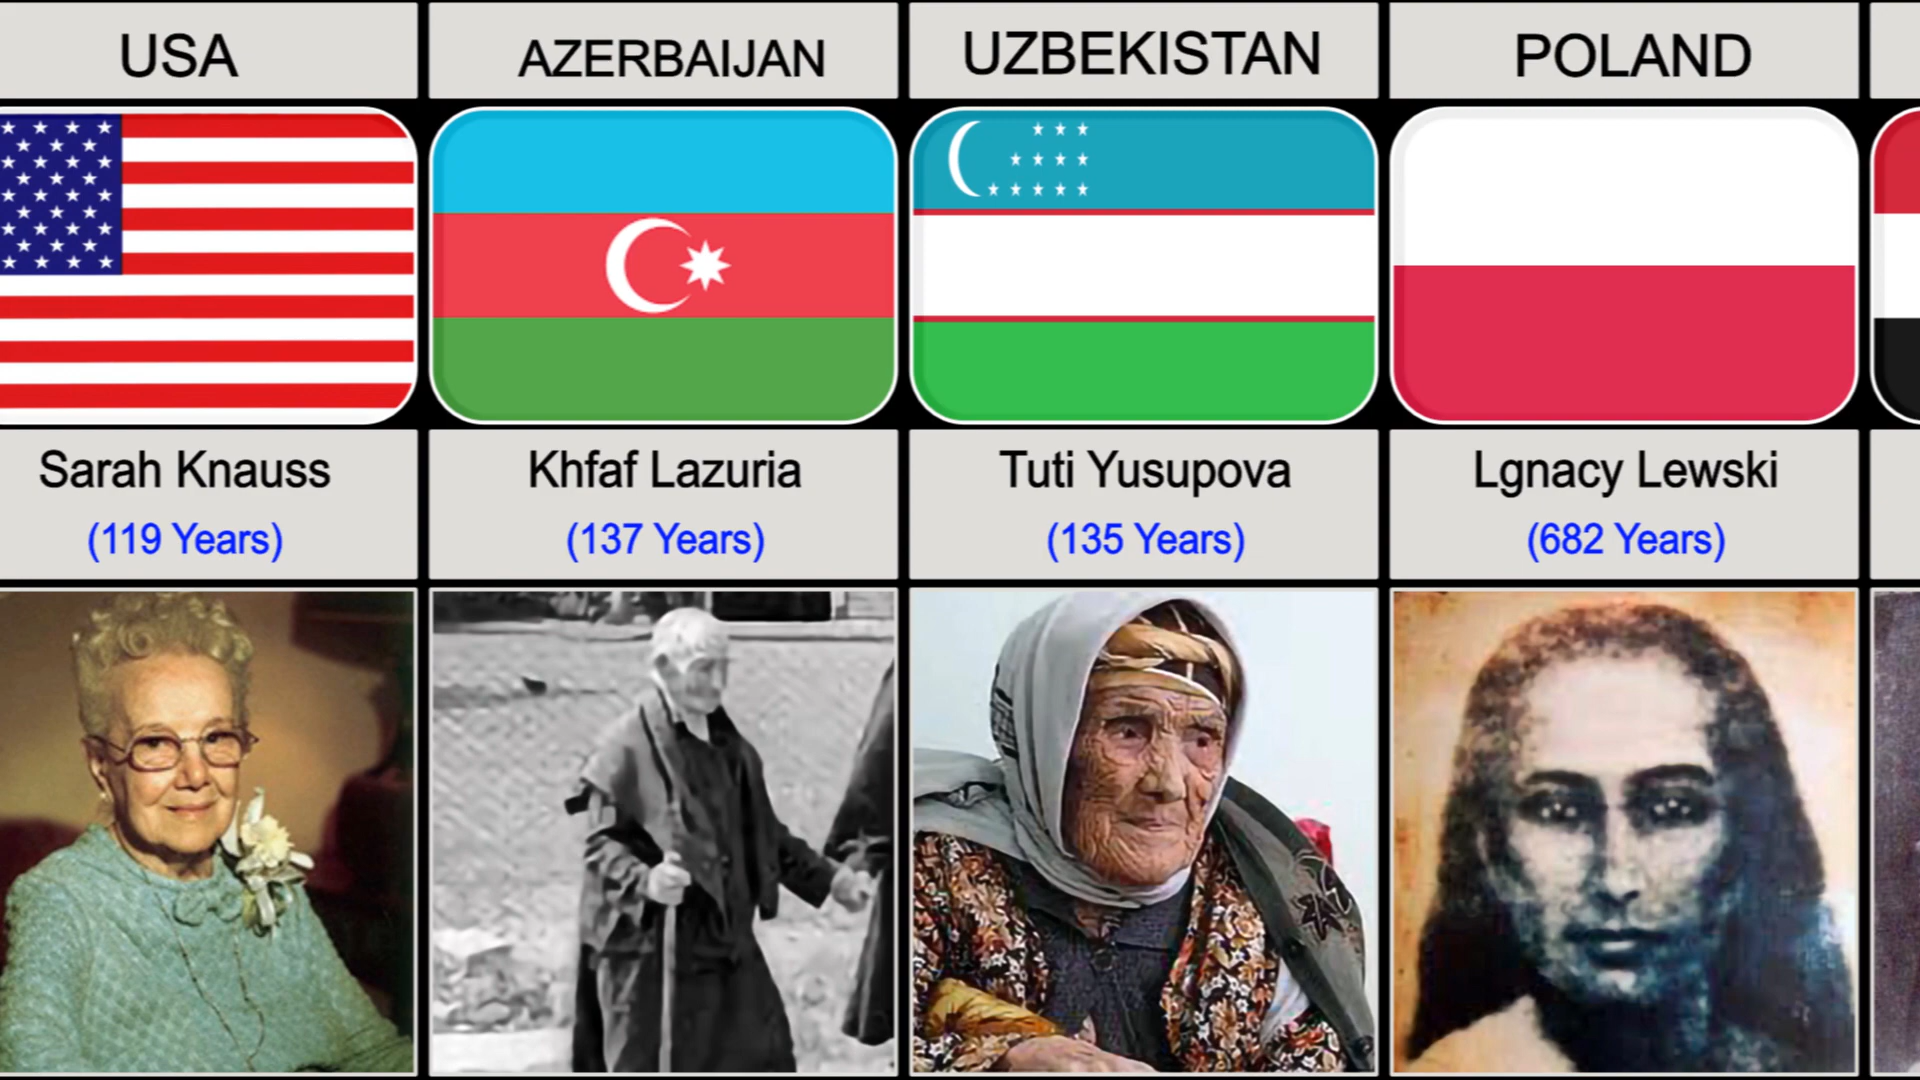 USA
AZERBAIJAN
UZBEKISTAN
POLAND
Sarah Knauss
(119 Years)
Khfaf Lazuria
(137 Years)
Tuti Yusupova
(135 Years)
Lgnacy Lewski
(682 Years)